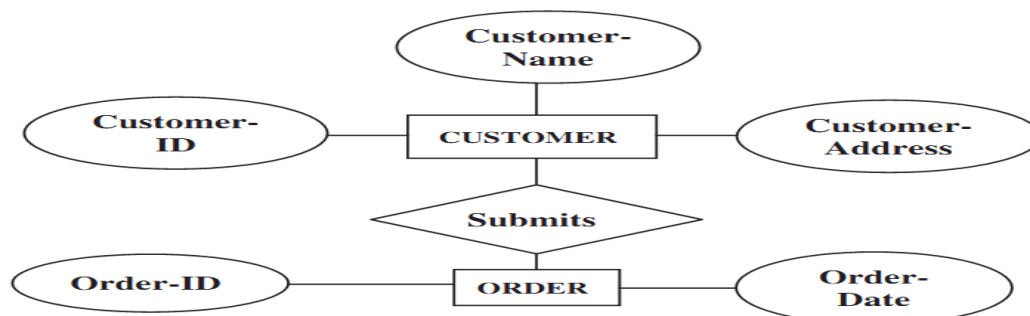 Customer-
Name
Customer-
ID
CUSTOMER
Customer-
Address
Submits
Order-ID
ORDER
Order-
Date